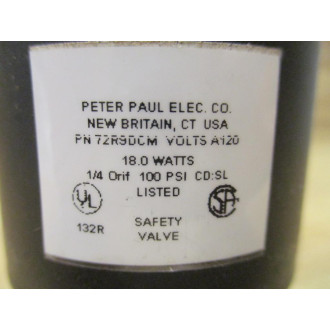 PETER PAUL ELEC. CO.
NEW BRITAIN, CT USA
PN 72R9DCM VOLTS A120
18.0 WATTS
1/4 Orif 100 PSI CD:SL
LISTED
UL
SA
132R
SAFETY
VALVE